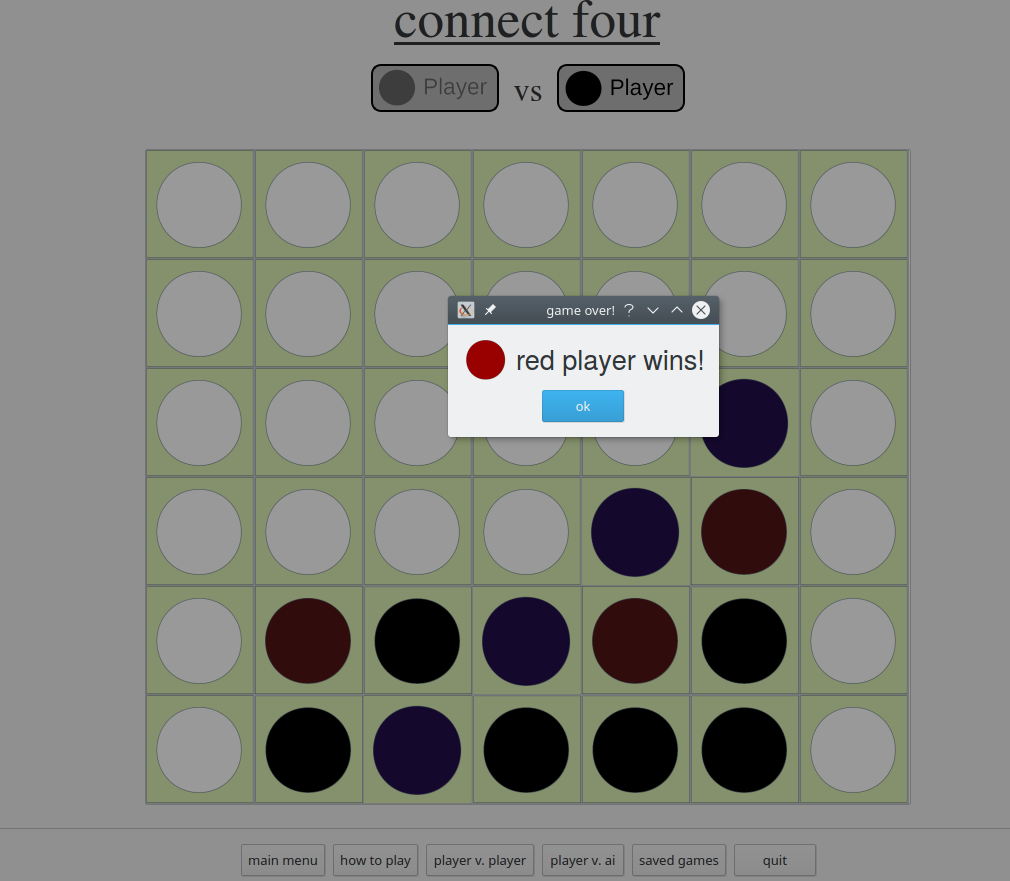 connect four
Player vs Player
game over!
red player wins!
ok
main menu how to play player v. player player v. ai saved games quit